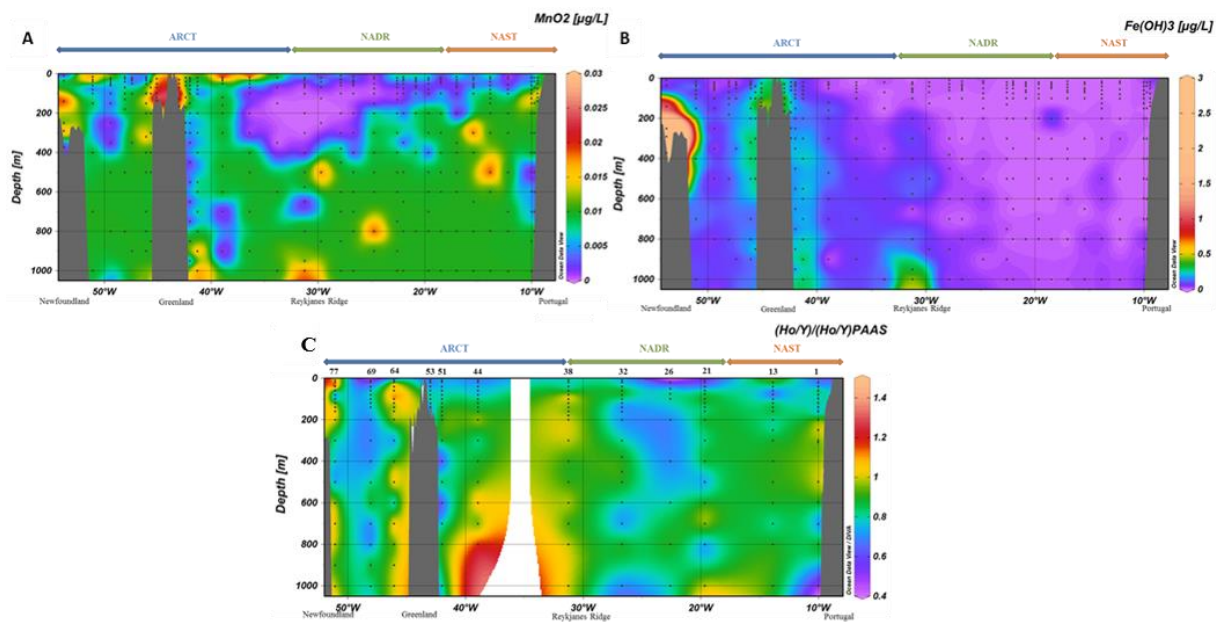 MnO2 [µg/L]
A
ARCT
NADR
NAST
0
200
400
600
800
1000
Depth [m]
50°W
40°W
30°W
20°W
10°W
Newfoundland
Greenland
Reykjanes Ridge
Portugal
0.03
0.025
0.02
0.015
0.01
0.005
0
Ocean Data View
Fe(OH)3 [µg/L]
B
ARCT
NADR
NAST
0
200
400
600
800
1000
Depth [m]
50°W
40°W
30°W
20°W
10°W
Newfoundland
Greenland
Reykjanes Ridge
Portugal
3
2.5
2
1.5
1
0.5
0
Ocean Data View
(Ho/Y)/(Ho/Y)PAAS
C
ARCT
NADR
NAST
77 69 64 53 51 44 38 32 26 21 13 1
0
200
400
600
800
1000
Depth [m]
50°W
40°W
30°W
20°W
10°W
Newfoundland
Greenland
Reykjanes Ridge
Portugal
1.4
1.2
1
0.8
0.6
0.4
Ocean Data View / DIVA